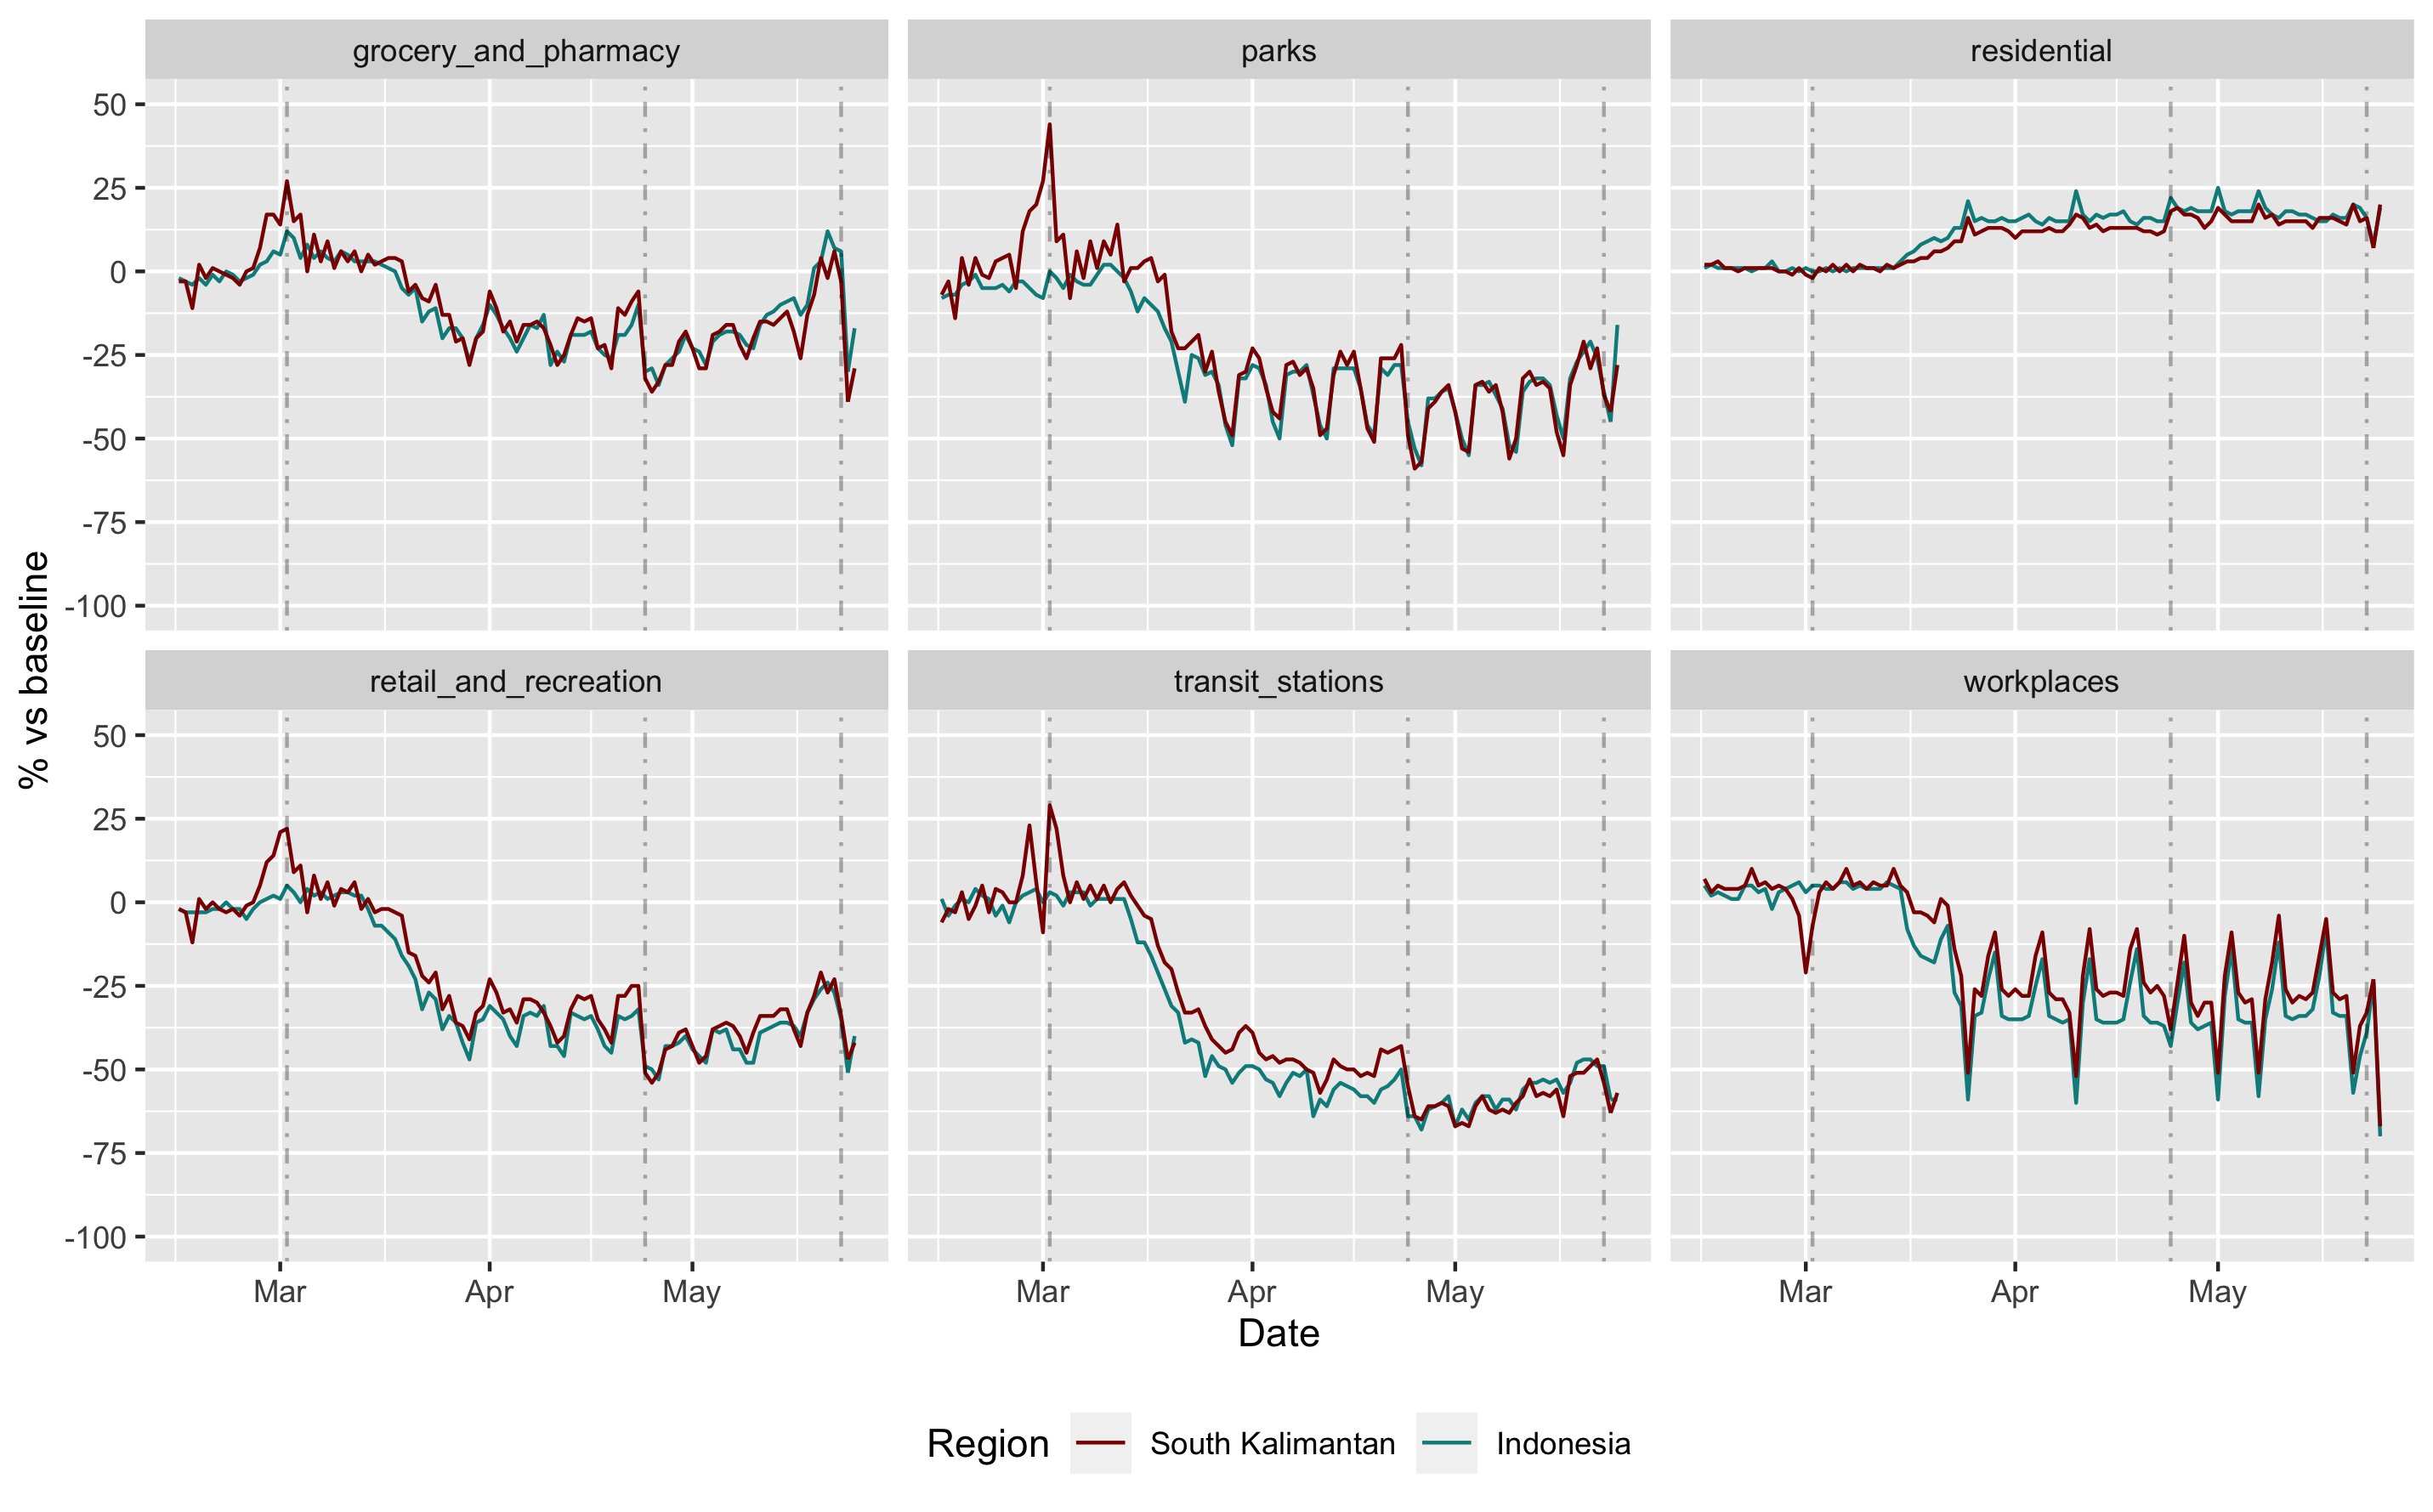 grocery_and_pharmacy
parks
residential
50
25
0
-25
-50
-75
-100
% vs baseline
retail_and_recreation
transit_stations
workplaces
50
25
0
-25
-50
-75
-100
Mar Apr May
Mar Apr May
Mar Apr May
Date
Region South Kalimantan Indonesia